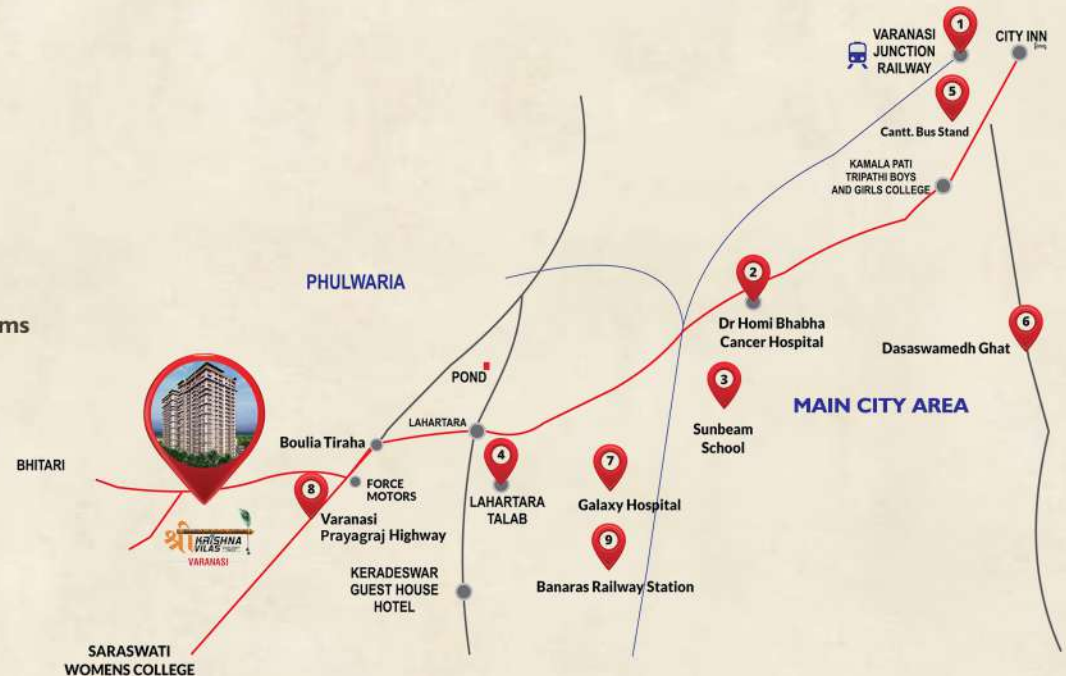 1
VARANASI
JUNCTION
RAILWAY
CITY INN
5
Cantt. Bus Stand
KAMALA PATI
TRIPATHI BOYS
AND GIRLS COLLEGE
2
PHULWARIA
Dr Homi Bhabha
Cancer Hospital
6
Dasaswamedh Ghat
ms
3
POND
MAIN CITY AREA
LAHARTARA
Sunbeam
School
Boulia Tiraha
4
7
BHITARI
FORCE
MOTORS
8
LAHARTARA
TALAB
Galaxy Hospital
Varanasi
Prayagraj Highway
श्री KRISHNA
VILAS
VARANASI
9
KERADESWAR
GUEST HOUSE
HOTEL
Banaras Railway Station
SARASWATI
WOMENS COLLEGE